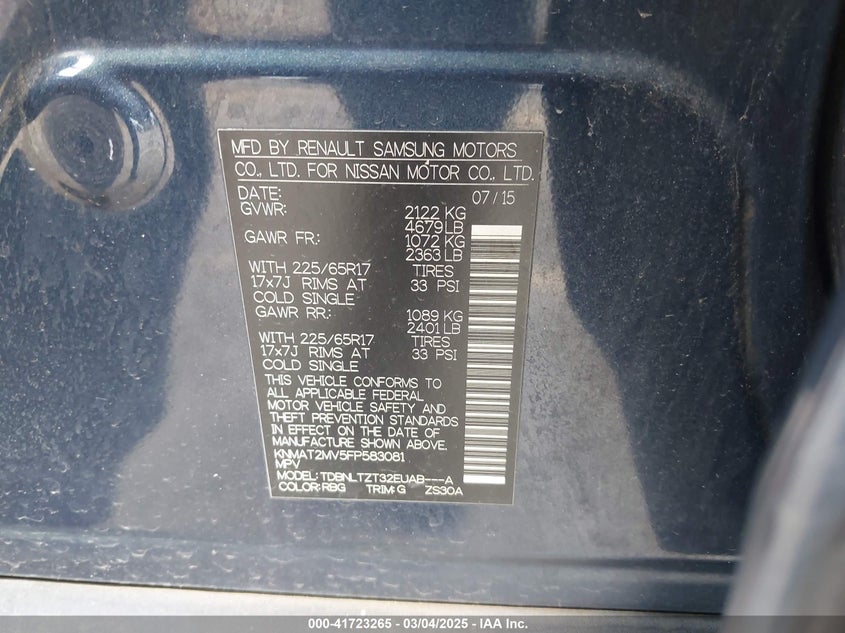 MFD BY RENAULT SAMSUNG MOTORS
CO., LTD. FOR NISSAN MOTOR CO., LTD.
DATE: 07/15
GVWR: 2122 KG
4679 LB
GAWR FR.: 1072 KG
2363 LB
WITH 225/65R17 TIRES
17x7J RIMS AT 33 PSI
COLD SINGLE
GAWR RR.: 1089 KG
2401 LB
WITH 225/65R17 TIRES
17x7J RIMS AT 33 PSI
COLD SINGLE
THIS VEHICLE CONFORMS TO
ALL APPLICABLE FEDERAL
MOTOR VEHICLE SAFETY AND
THEFT PREVENTION STANDARDS
IN EFFECT ON THE DATE OF
MANUFACTURE SHOWN ABOVE.
KNMAT2MV5FP583081
MPV
MODEL: TDBNLTZT32EUAB---A
COLOR: RBG TRIM: G ZS30A
000-41723265 - 03/04/2025 - IAA Inc.